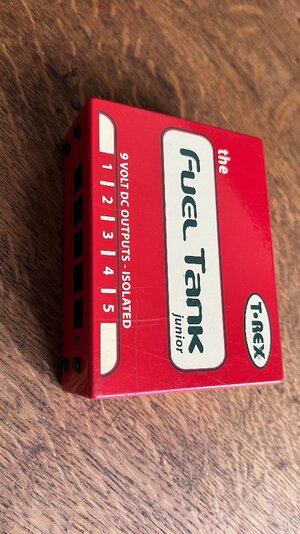 the
Fuel Tank
junior
T-REX
9 VOLT DC OUTPUTS - ISOLATED
1 | 2 | 3 | 4 | 5